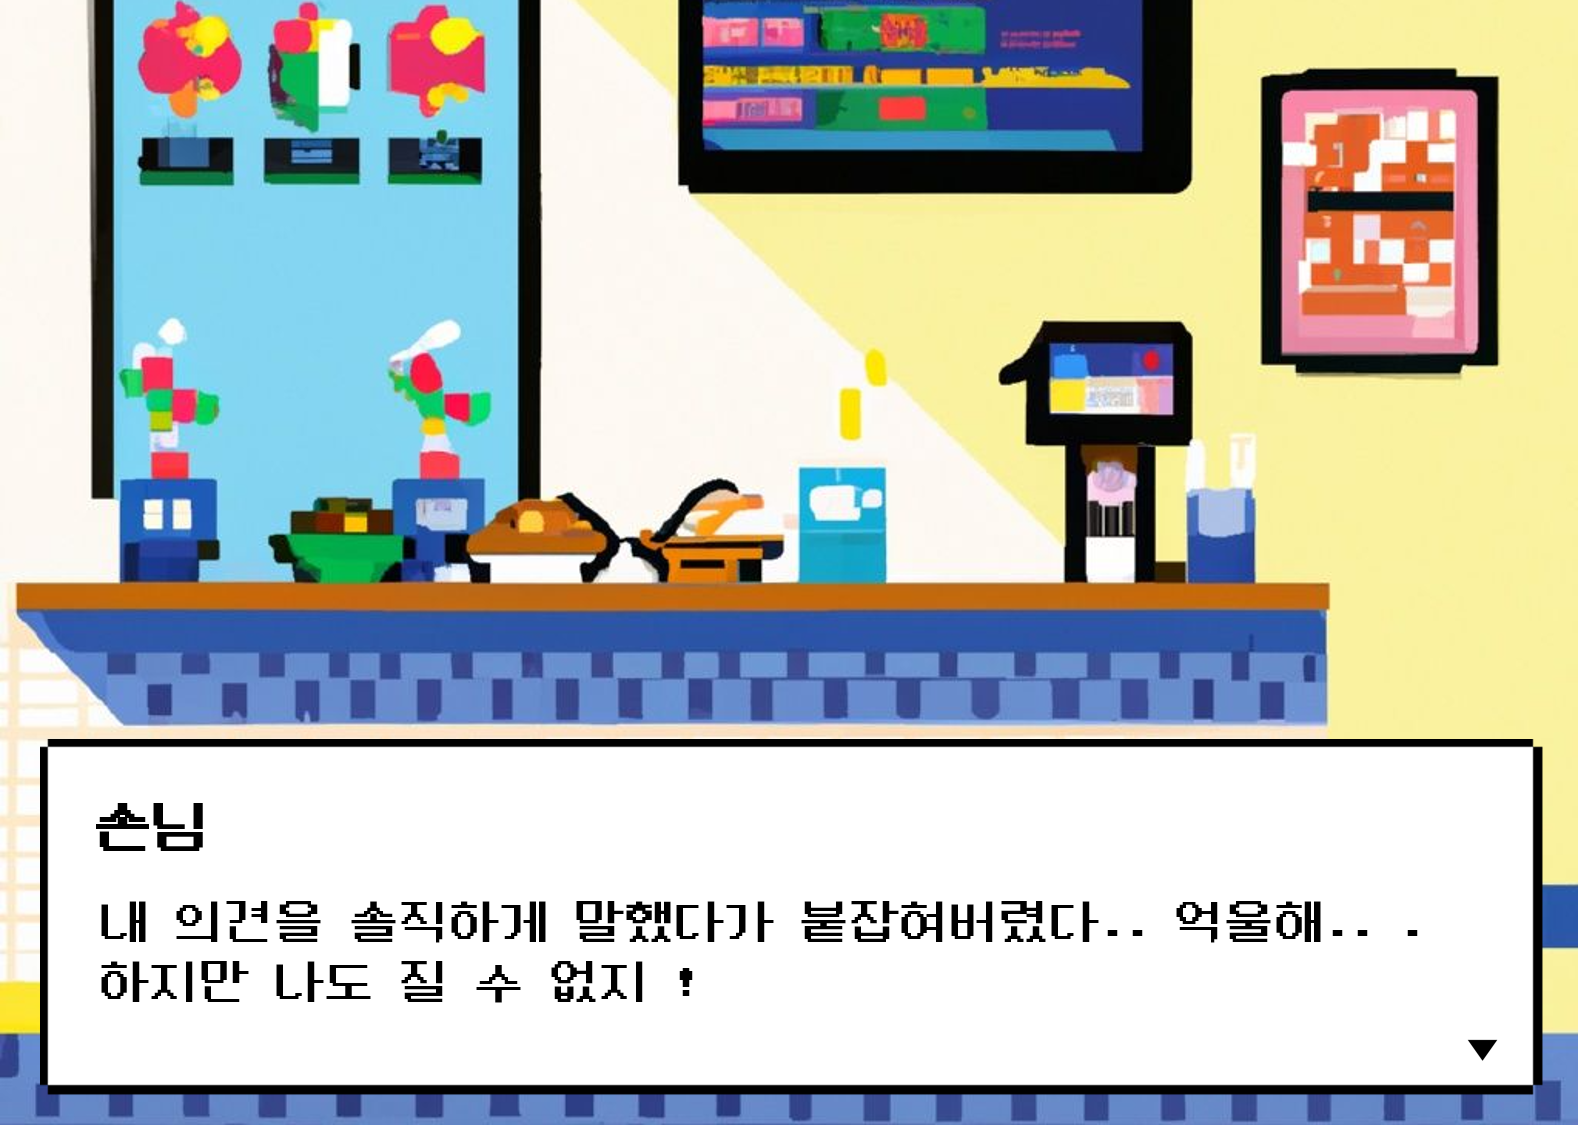 손님
내 의견을 솔직하게 말했다가 붙잡혀버렸다.. 억울해.. .
하지만 나도 질 수 없지 !